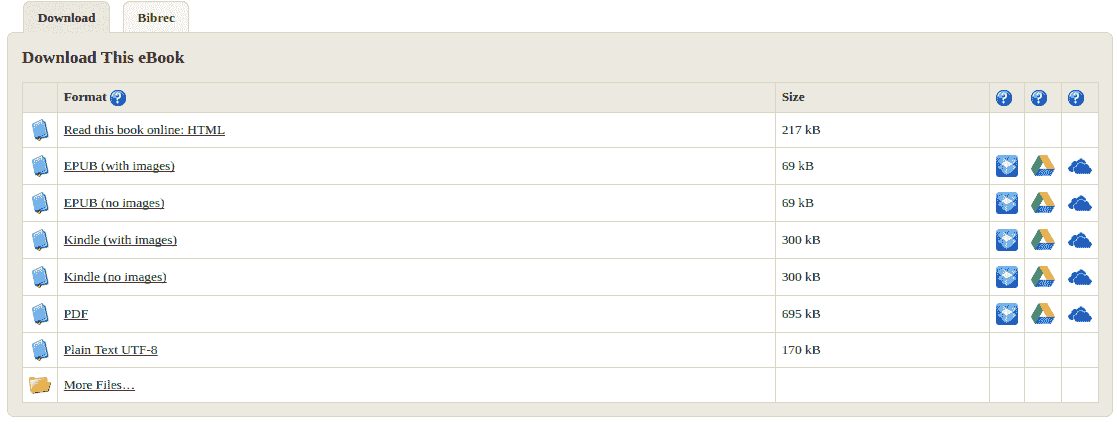 Download Bibrec
Download This eBook
Format ? Size ? ? ?
Read this book online: HTML 217 kB
EPUB (with images) 69 kB
EPUB (no images) 69 kB
Kindle (with images) 300 kB
Kindle (no images) 300 kB
PDF 695 kB
Plain Text UTF-8 170 kB
More Files…